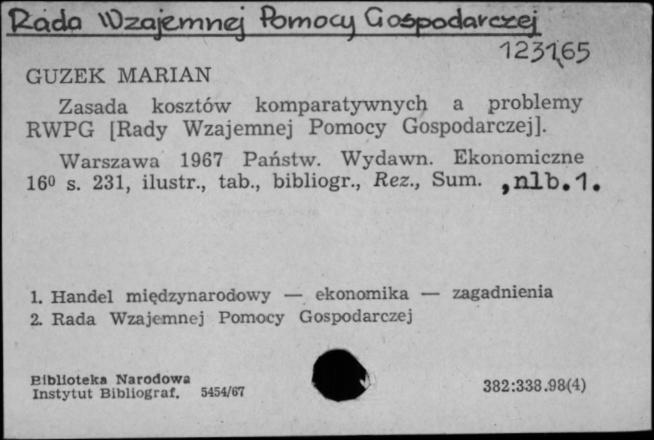 Rada Wzajemnej Pomocy Gospodarczej
123165
GUZEK MARIAN
Zasada kosztów komparatywnych a problemy
RWPG [Rady Wzajemnej Pomocy Gospodarczej].
Warszawa 1967 Państw. Wydawn. Ekonomiczne
16⁰ s. 231, ilustr., tab., bibliogr., Rez., Sum. ,nlb.1.
1. Handel międzynarodowy — ekonomika — zagadnienia
2. Rada Wzajemnej Pomocy Gospodarczej
Biblioteka Narodowa
Instytut Bibliograf. 5454/67
382:338.98(4)